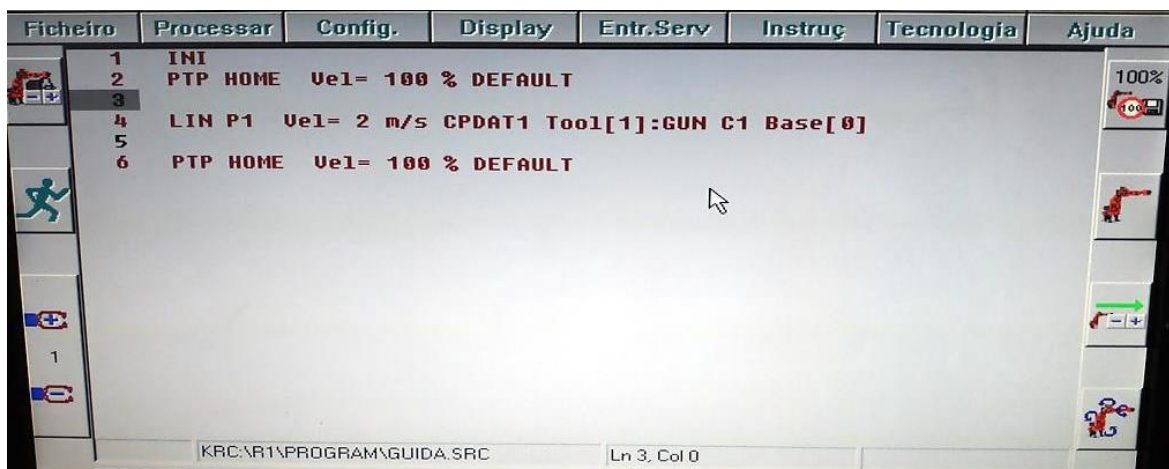 Ficheiro Processar Config. Display Entr.Serv Instruç Tecnologia Ajuda
1 INI
2 PTP HOME Vel= 100 % DEFAULT
3
4 LIN P1 Vel= 2 m/s CPDAT1 Tool[1]:GUN C1 Base[0]
5
6 PTP HOME Vel= 100 % DEFAULT
100%
100
1
KRC:\R1\PROGRAM\GUIDA.SRC Ln 3, Col 0